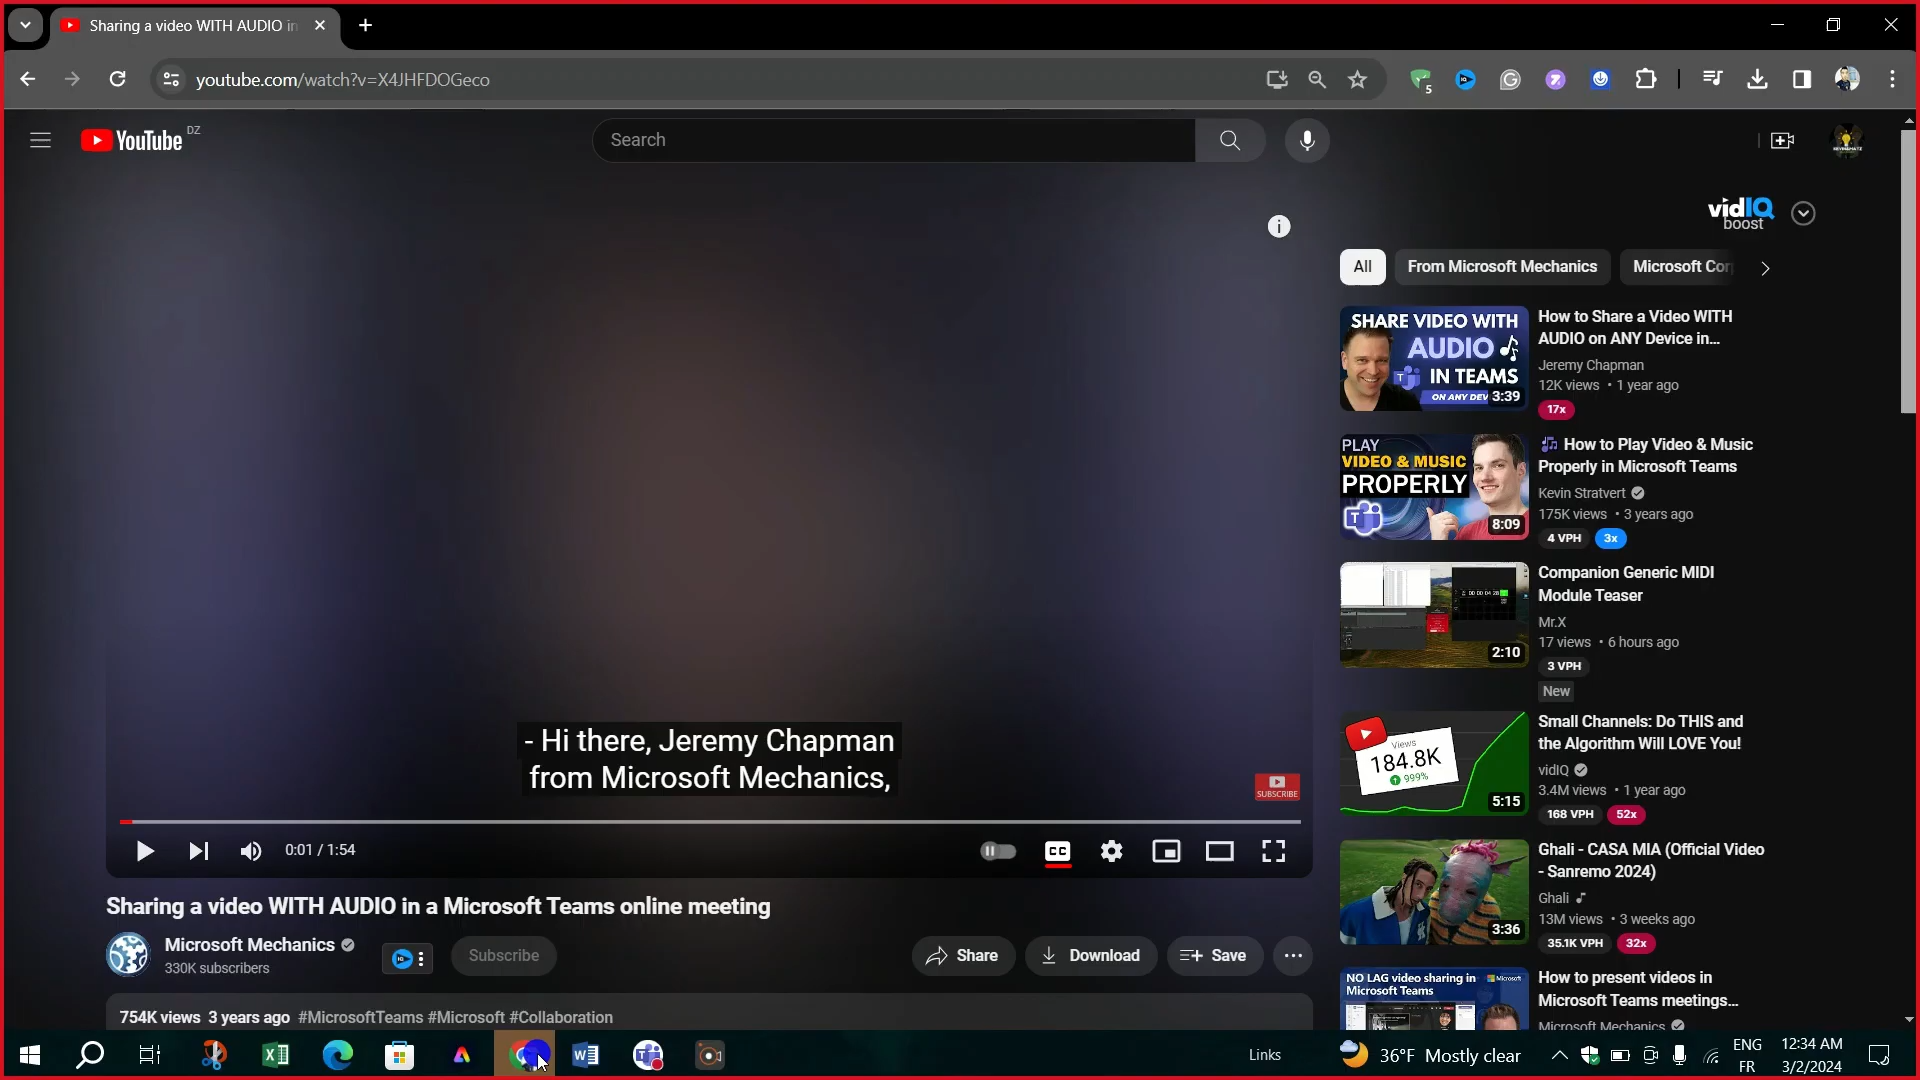 Sharing a video WITH AUDIO in
youtube.com/watch?v=X4JHFDOGeco
5
YouTube DZ
Search
vidIQ
boost
All
From Microsoft Mechanics
Microsoft Cor
SHARE VIDEO WITH
AUDIO
IN TEAMS
ON ANY DEV
3:39
How to Share a Video WITH
AUDIO on ANY Device in...
Jeremy Chapman
12K views • 1 year ago
17x
PLAY
VIDEO & MUSIC
PROPERLY
8:09
How to Play Video & Music
Properly in Microsoft Teams
Kevin Stratvert
175K views • 3 years ago
4 VPH 3x
2:10
Companion Generic MIDI
Module Teaser
Mr.X
17 views • 6 hours ago
3 VPH
New
Views
184.8K
999%
5:15
Small Channels: Do THIS and
the Algorithm Will LOVE You!
vidIQ
3.4M views • 1 year ago
168 VPH 52x
3:36
Ghali - CASA MIA (Official Video
- Sanremo 2024)
Ghali
13M views • 3 weeks ago
35.1K VPH 32x
NO LAG video sharing in
Microsoft Teams
Microsoft
How to present videos in
Microsoft Teams meetings...
Microsoft Mechanics
- Hi there, Jeremy Chapman
from Microsoft Mechanics,
SUBSCRIBE
0:01 / 1:54
CC
Sharing a video WITH AUDIO in a Microsoft Teams online meeting
Microsoft Mechanics
330K subscribers
Subscribe
Share
Download
Save
754K views 3 years ago #MicrosoftTeams #Microsoft #Collaboration
Links
36°F Mostly clear
ENG
FR
12:34 AM
3/2/2024